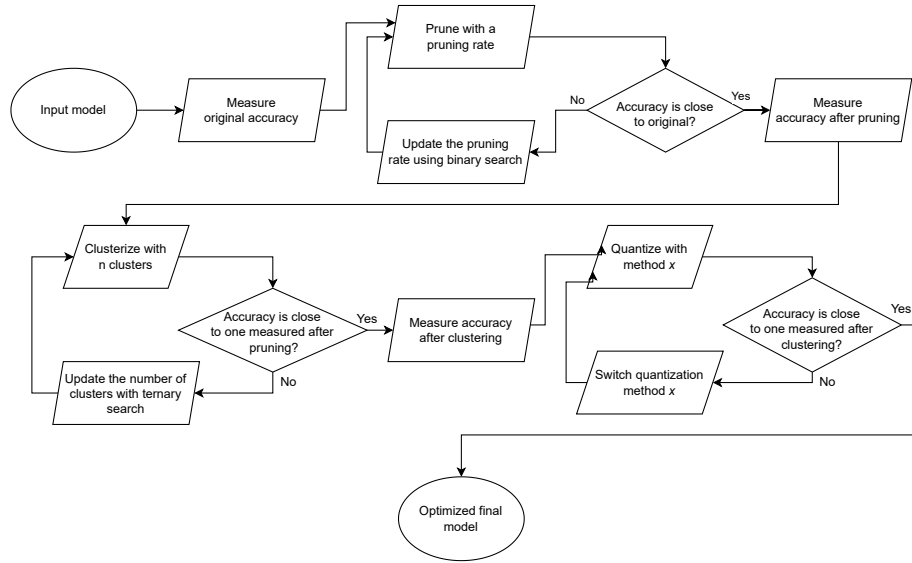 Input model
Measure
original accuracy
Prune with a
pruning rate
Accuracy is close
to original?
No
Yes
Update the pruning
rate using binary search
Measure
accuracy after pruning
Clusterize with
n clusters
Accuracy is close
to one measured after
pruning?
Yes
No
Update the number of
clusters with ternary
search
Measure accuracy
after clustering
Quantize with
method x
Accuracy is close
to one measured after
clustering?
Yes
No
Switch quantization
method x
Optimized final
model